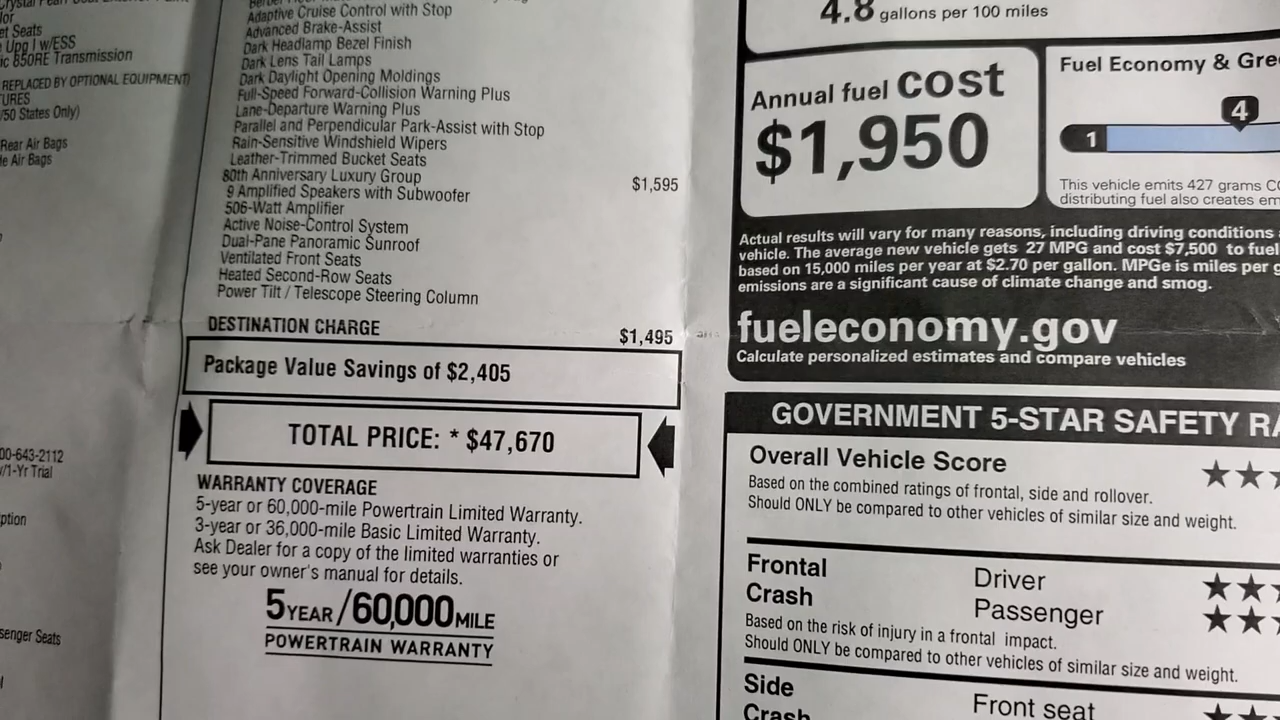 et Seats
Upg I w/ESS
850RE Transmission
REPLACED BY OPTIONAL EQUIPMENT)
/50 States Only)
Rear Air Bags
Air Bags
00-643-2112
/1-Yr Trial
senger Seats
Adaptive Cruise Control with Stop
Advanced Brake-Assist
Dark Headlamp Bezel Finish
Dark Lens Tail Lamps
Dark Daylight Opening Moldings
Full-Speed Forward-Collision Warning Plus
Lane-Departure Warning Plus
Parallel and Perpendicular Park-Assist with Stop
Rain-Sensitive Windshield Wipers
Leather-Trimmed Bucket Seats
80th Anniversary Luxury Group $1,595
9 Amplified Speakers with Subwoofer
506-Watt Amplifier
Active Noise-Control System
Dual-Pane Panoramic Sunroof
Ventilated Front Seats
Heated Second-Row Seats
Power Tilt / Telescope Steering Column
DESTINATION CHARGE $1,495
Package Value Savings of $2,405
TOTAL PRICE: * $47,670
WARRANTY COVERAGE
5-year or 60,000-mile Powertrain Limited Warranty.
3-year or 36,000-mile Basic Limited Warranty.
Ask Dealer for a copy of the limited warranties or
see your owner's manual for details.
5 YEAR/60,000 MILE
POWERTRAIN WARRANTY
4.8 gallons per 100 miles
Annual fuel cost
$1,950
Fuel Economy & Gre
4
1
This vehicle emits 427 grams CO
distributing fuel also creates em
Actual results will vary for many reasons, including driving conditions
vehicle. The average new vehicle gets 27 MPG and cost $7,500 to fuel
based on 15,000 miles per year at $2.70 per gallon. MPGe is miles per g
emissions are a significant cause of climate change and smog.
fueleconomy.gov
Calculate personalized estimates and compare vehicles
GOVERNMENT 5-STAR SAFETY RA
Overall Vehicle Score ★★
Based on the combined ratings of frontal, side and rollover.
Should ONLY be compared to other vehicles of similar size and weight.
Frontal Driver ★★
Crash Passenger ★★
Based on the risk of injury in a frontal impact.
Should ONLY be compared to other vehicles of similar size and weight.
Side Front seat ★★
Crash